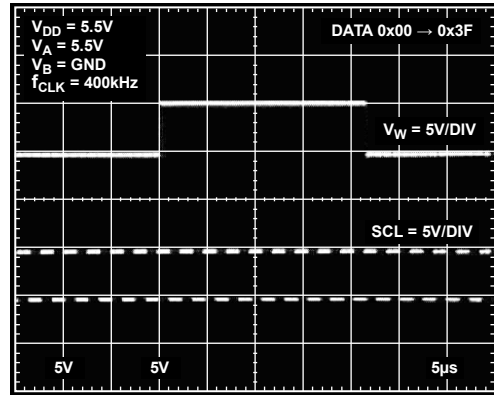 V_DD = 5.5V
V_A = 5.5V
V_B = GND
f_CLK = 400kHz
DATA 0x00 → 0x3F
V_W = 5V/DIV
SCL = 5V/DIV
5V 5V 5µs